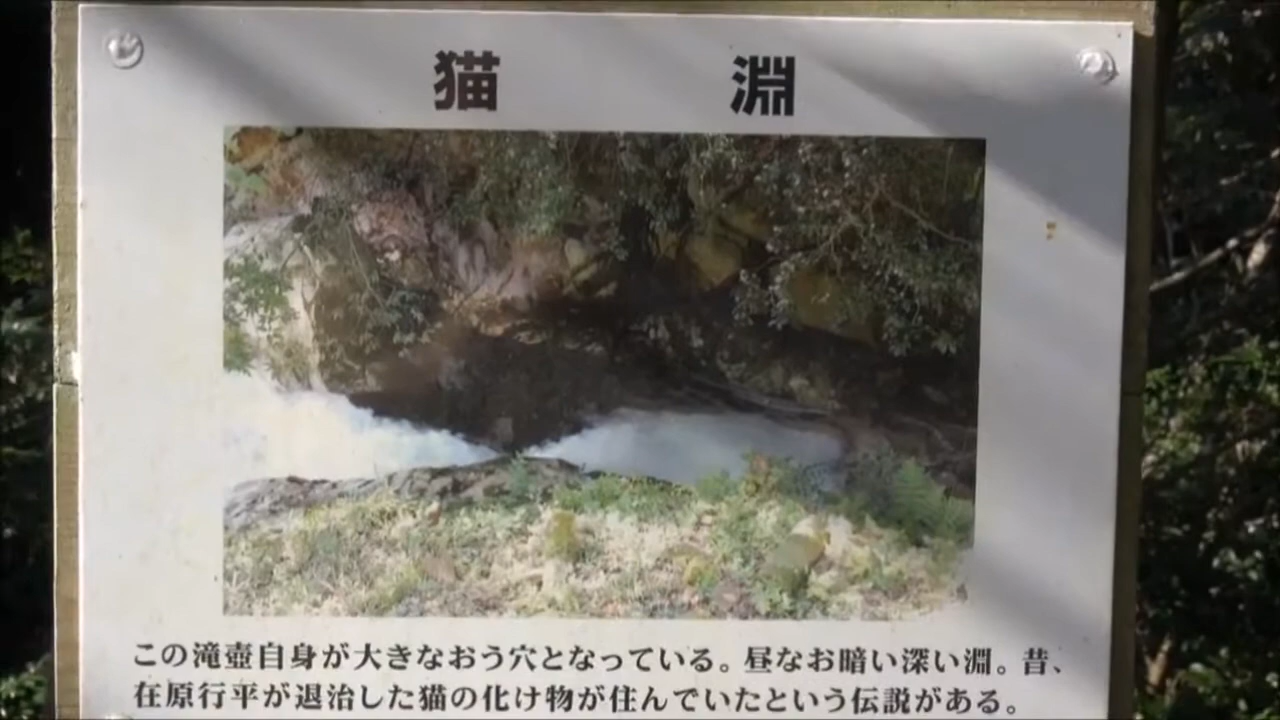 猫 淵
この滝壺自身が大きなおう穴となっている。昼なお暗い深い淵。昔、
在原行平が退治した猫の化け物が住んでいたという伝説がある。